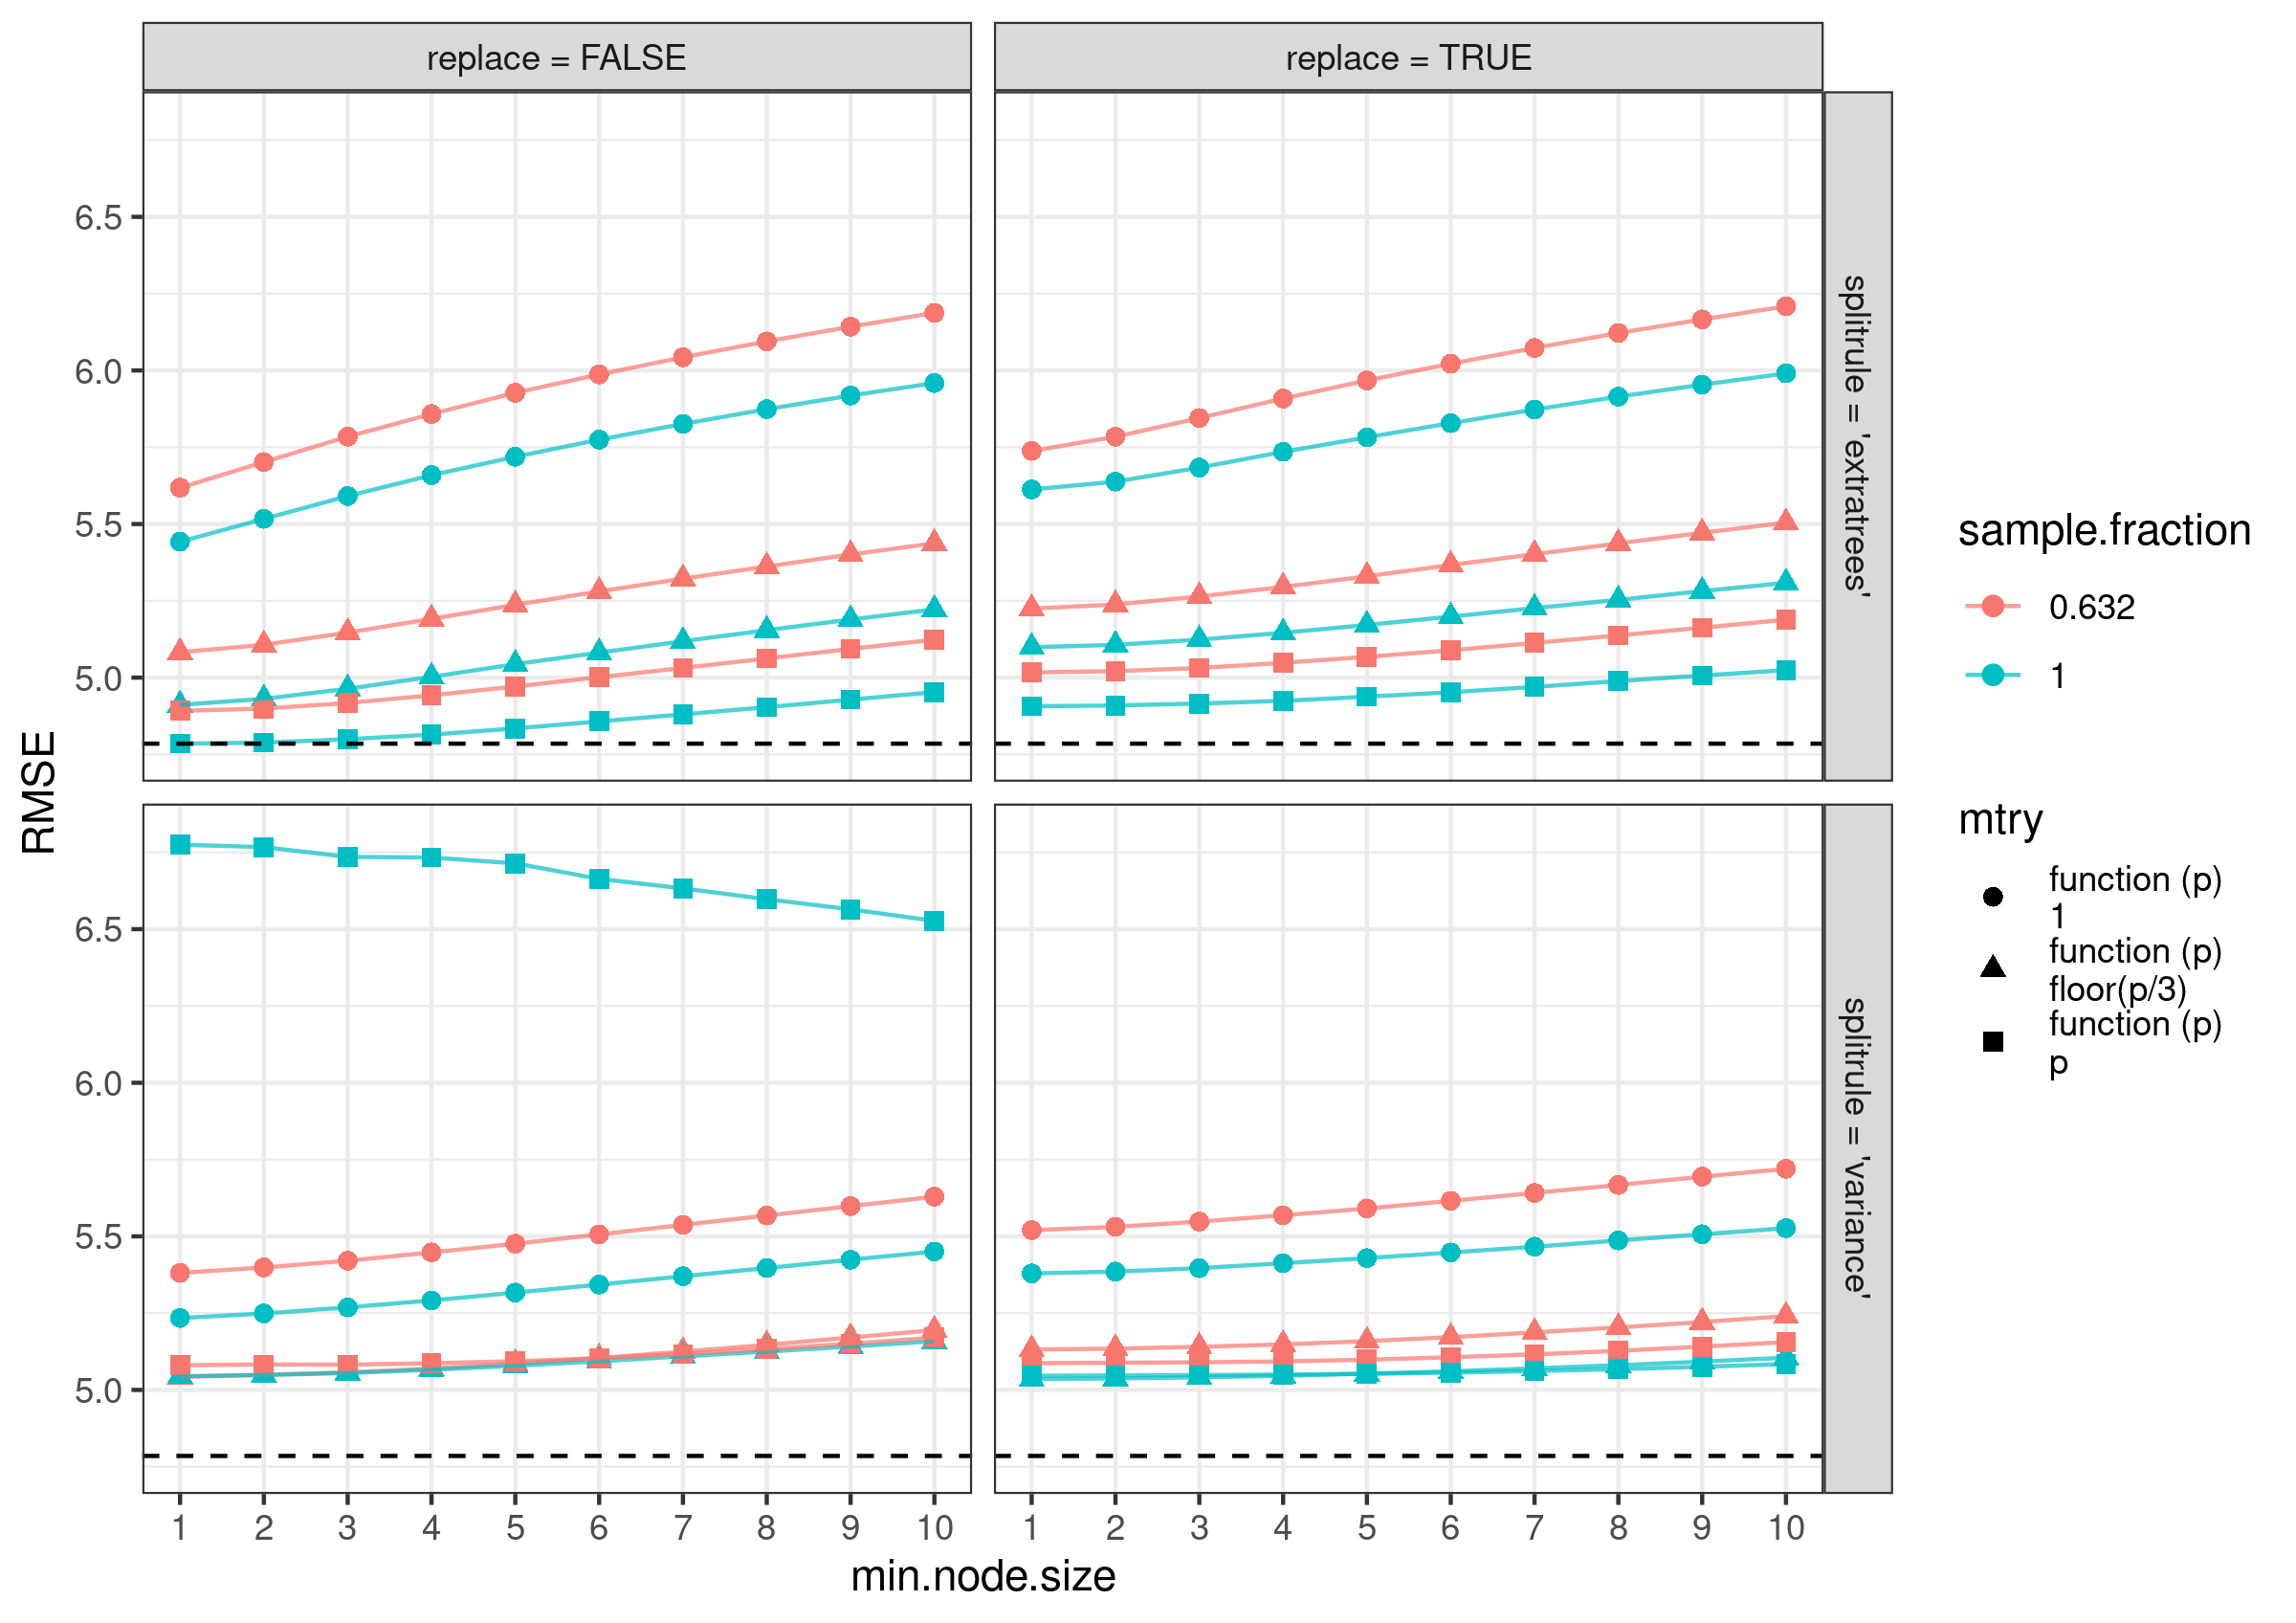 replace = FALSE
replace = TRUE
splitrule = 'extratrees'
splitrule = 'variance'
RMSE
6.5
6.0
5.5
5.0
6.5
6.0
5.5
5.0
1 2 3 4 5 6 7 8 9 10
1 2 3 4 5 6 7 8 9 10
min.node.size
sample.fraction
0.632
1
mtry
function (p)
1
function (p)
floor(p/3)
function (p)
p